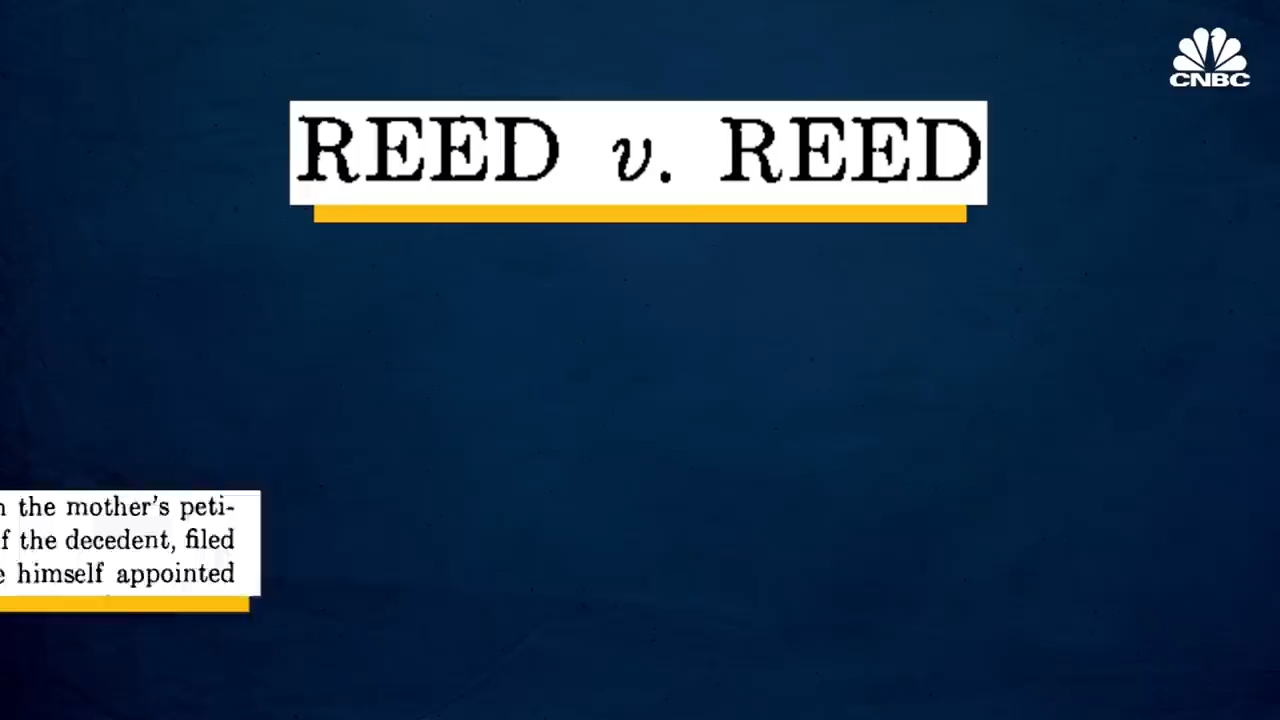 CNBC
REED v. REED
the mother's peti-
the decedent, filed
himself appointed